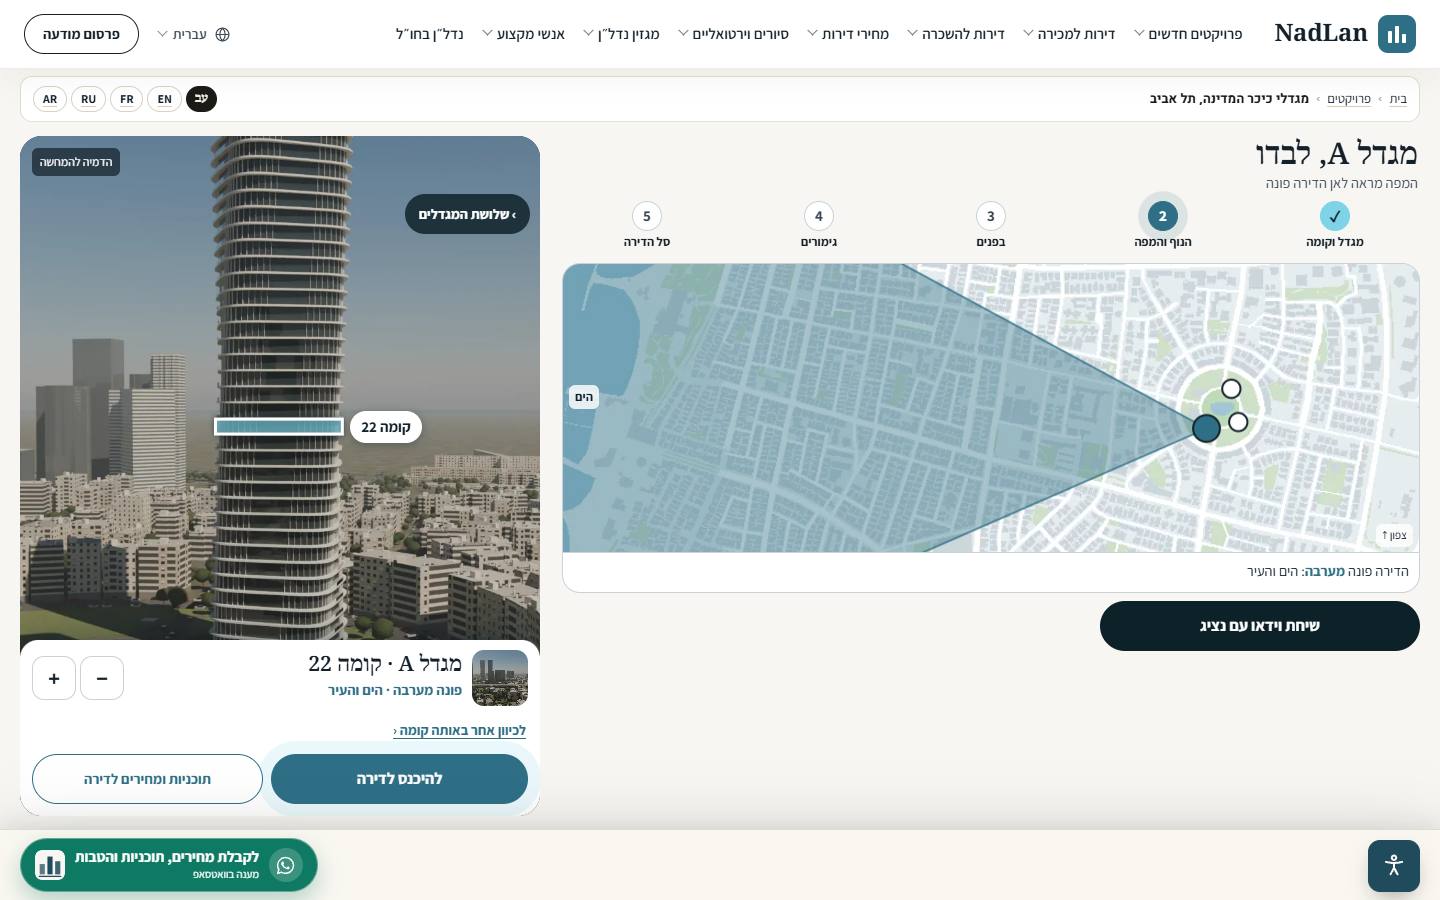 NadLan
פרויקטים חדשים
דירות למכירה
דירות להשכרה
מחירי דירות
סיורים וירטואליים
מגזין נדל״ן
אנשי מקצוע
נדל״ן בחו״ל
עברית
פרסום מודעה
בית › פרויקטים › מגדלי כיכר המדינה, תל אביב
עב
EN
FR
RU
AR
מגדל A, לבדו
המפה מראה לאן הדירה פונה
✓ מגדל וקומה
2 הנוף והמפה
3 בפנים
4 גימורים
5 סל הדירה
הים
צפון ↑
הדירה פונה מערבה: הים והעיר
שיחת וידאו עם נציג
הדמיה להמחשה
‹ שלושת המגדלים
קומה 22
מגדל A · קומה 22
פונה מערבה · הים והעיר
− +
לכיוון אחר באותה קומה ›
להיכנס לדירה
תוכניות ומחירים לדירה
לקבלת מחירים, תוכניות והטבות
מענה בוואטסאפ